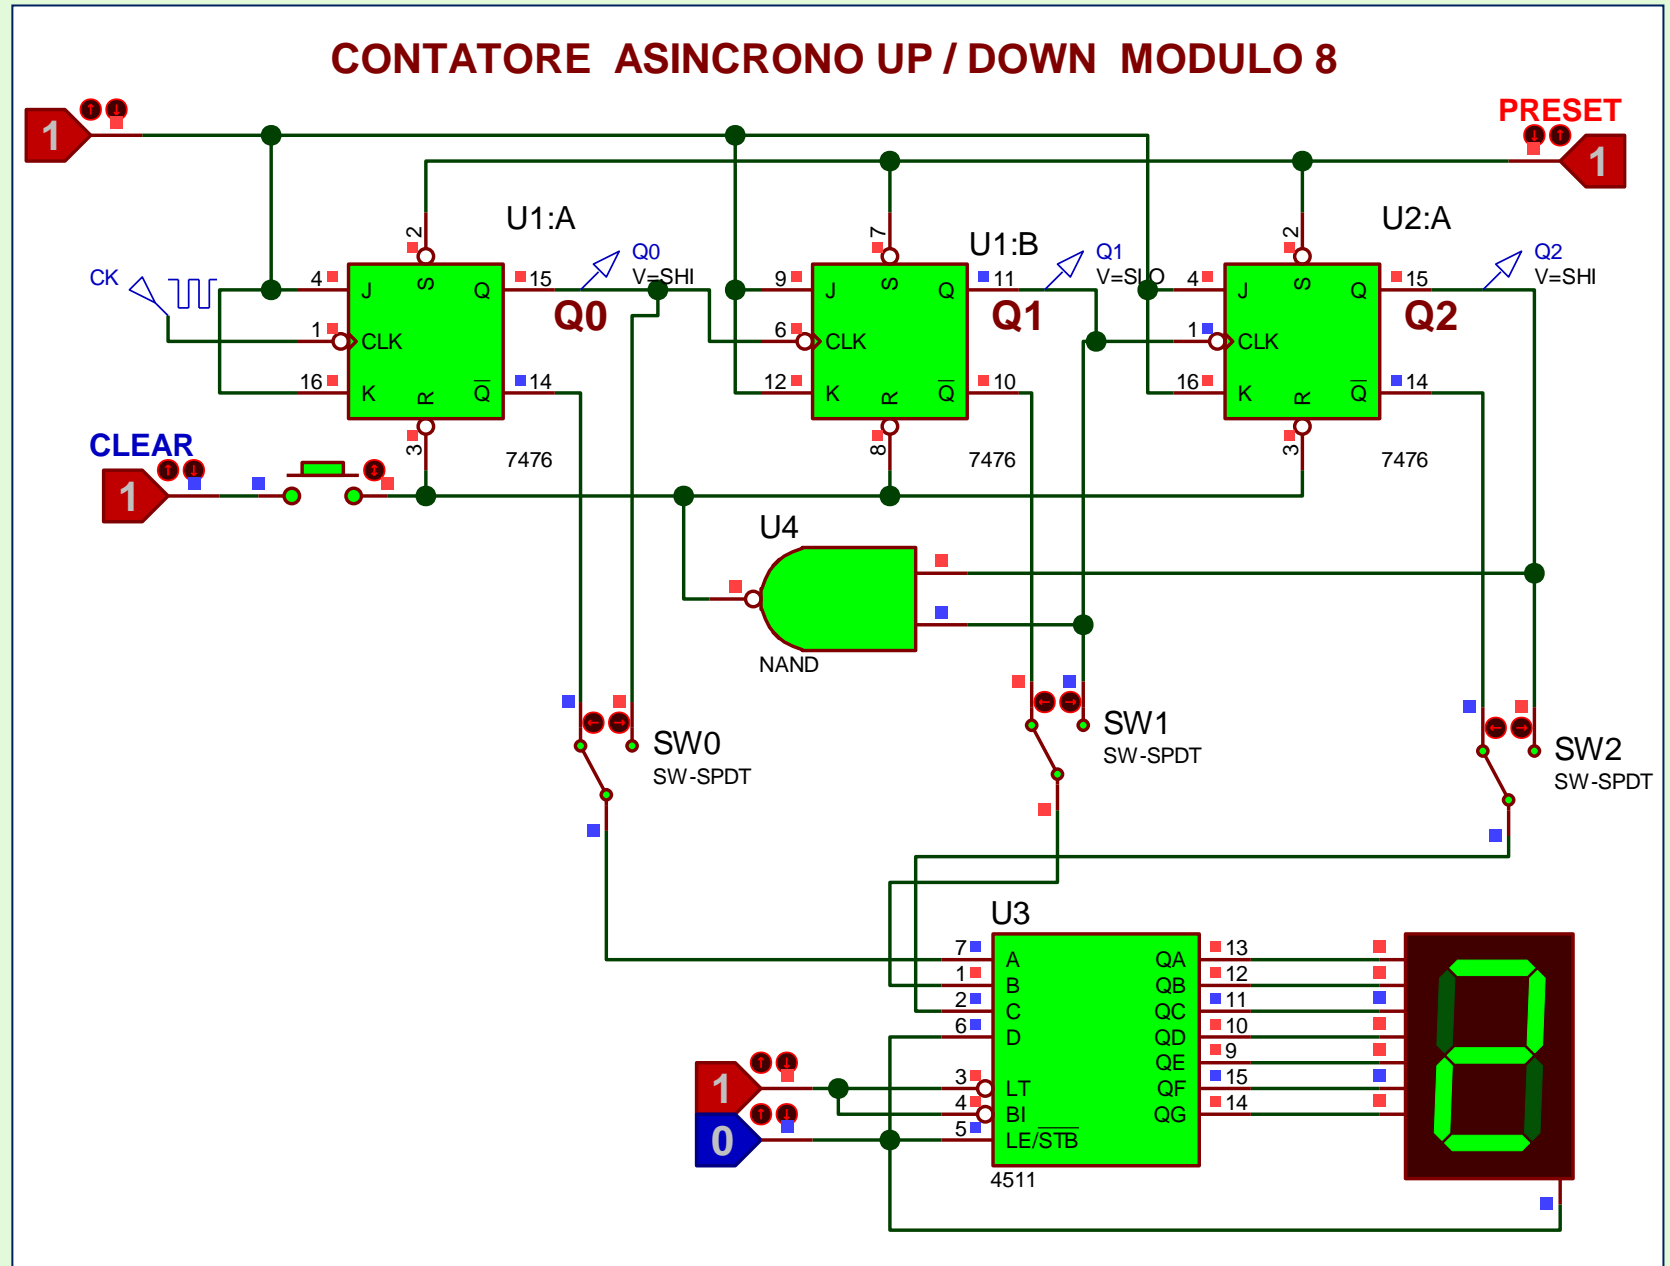 CONTATORE ASINCRONO UP / DOWN MODULO 8
1
PRESET
1
U1:A
U1:B
U2:A
CK
Q0
V=SHI
Q1
V=SLO
Q2
V=SHI
2
S
4
J
Q
15
1
CLK
16
K
Q
14
R
3
Q0
7476
7
S
9
J
Q
11
6
CLK
12
K
Q
10
R
8
Q1
7476
2
S
4
J
Q
15
1
CLK
16
K
Q
14
R
3
Q2
7476
CLEAR
1
U4
NAND
SW0
SW-SPDT
SW1
SW-SPDT
SW2
SW-SPDT
U3
7 A QA 13
1 B QB 12
2 C QC 11
6 D QD 10
QE 9
1 3 LT QF 15
4 BI QG 14
0 5 LE/STB
4511